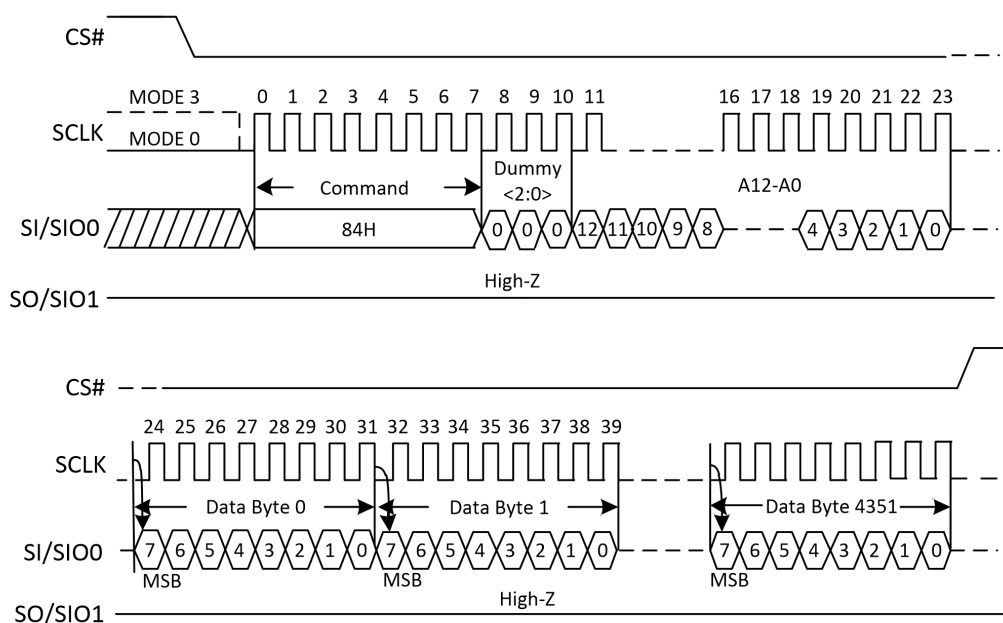 CS#
MODE 3 0 1 2 3 4 5 6 7 8 9 10 11 16 17 18 19 20 21 22 23
SCLK
MODE 0
Command Dummy <2:0> A12-A0
SI/SIO0 84H 0 0 0 12 11 10 9 8 4 3 2 1 0
High-Z
SO/SIO1
CS#
24 25 26 27 28 29 30 31 32 33 34 35 36 37 38 39
SCLK
Data Byte 0 Data Byte 1 Data Byte 4351
SI/SIO0 7 6 5 4 3 2 1 0 7 6 5 4 3 2 1 0 7 6 5 4 3 2 1 0
MSB MSB MSB
High-Z
SO/SIO1